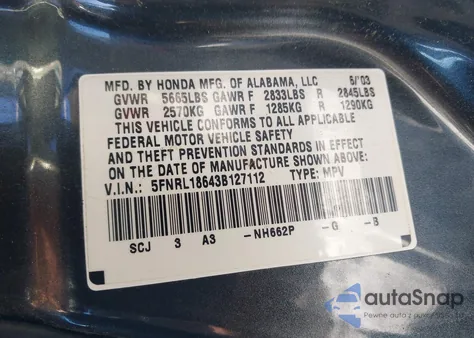 MFD. BY HONDA MFG. OF ALABAMA, LLC 6/03
GVWR 5665LBS GAWR F 2833LBS R 2845LBS
GVWR 2570KG GAWR F 1285KG R 1290KG
THIS VEHICLE CONFORMS TO ALL APPLICABLE
FEDERAL MOTOR VEHICLE SAFETY
AND THEFT PREVENTION STANDARDS IN EFFECT
ON THE DATE OF MANUFACTURE SHOWN ABOVE.
V.I.N.: 5FNRL18643B127112 TYPE: MPV
SCJ 3 A3 -NH662P -G -B
autoSnap
Pewne auta z